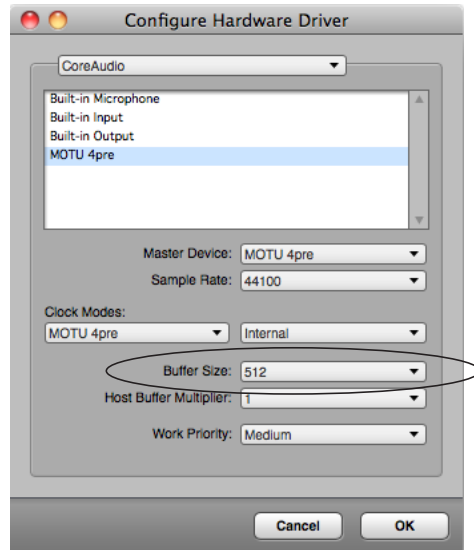 Configure Hardware Driver
CoreAudio
Built-in Microphone
Built-in Input
Built-in Output
MOTU 4pre
Master Device: MOTU 4pre
Sample Rate: 44100
Clock Modes:
MOTU 4pre Internal
Buffer Size: 512
Host Buffer Multiplier: 1
Work Priority: Medium
Cancel OK